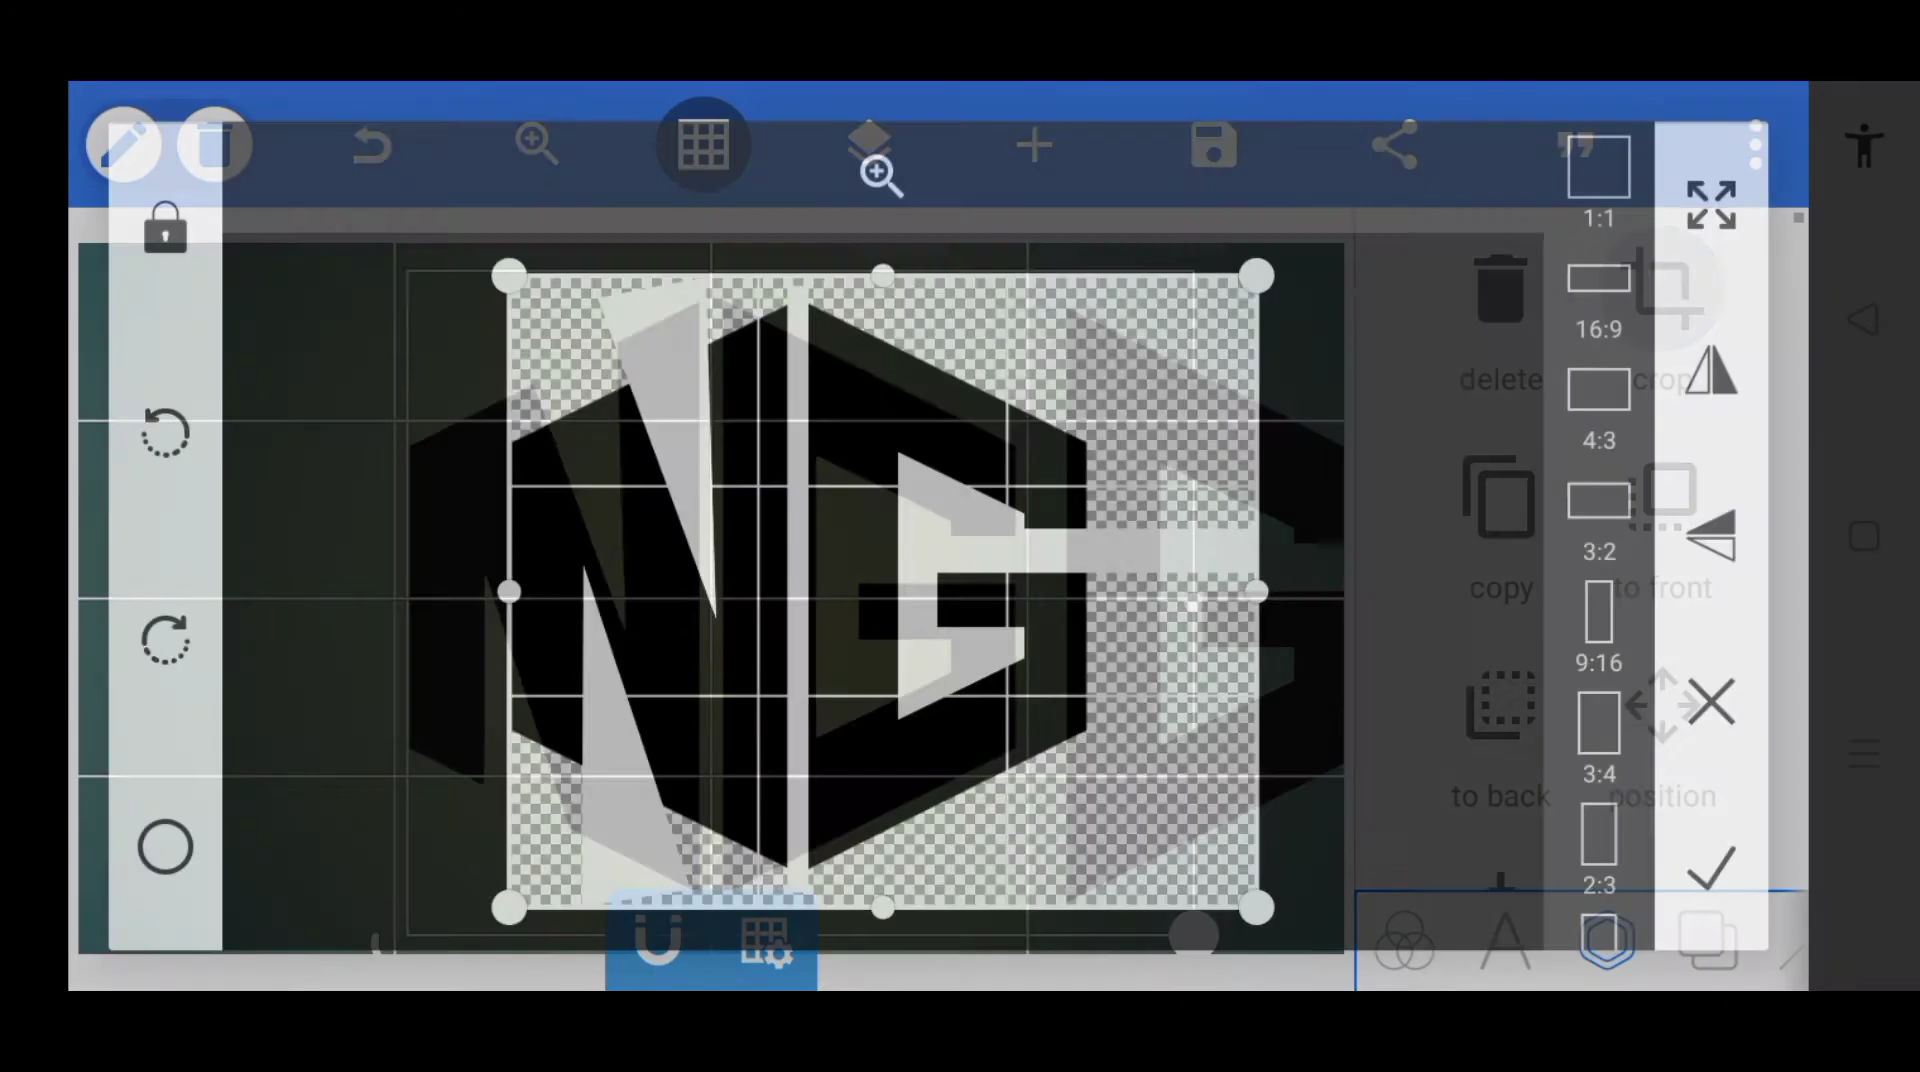 NG
1:1
16:9
delete
crop
4:3
3:2
copy
to front
9:16
3:4
to back
position
2:3